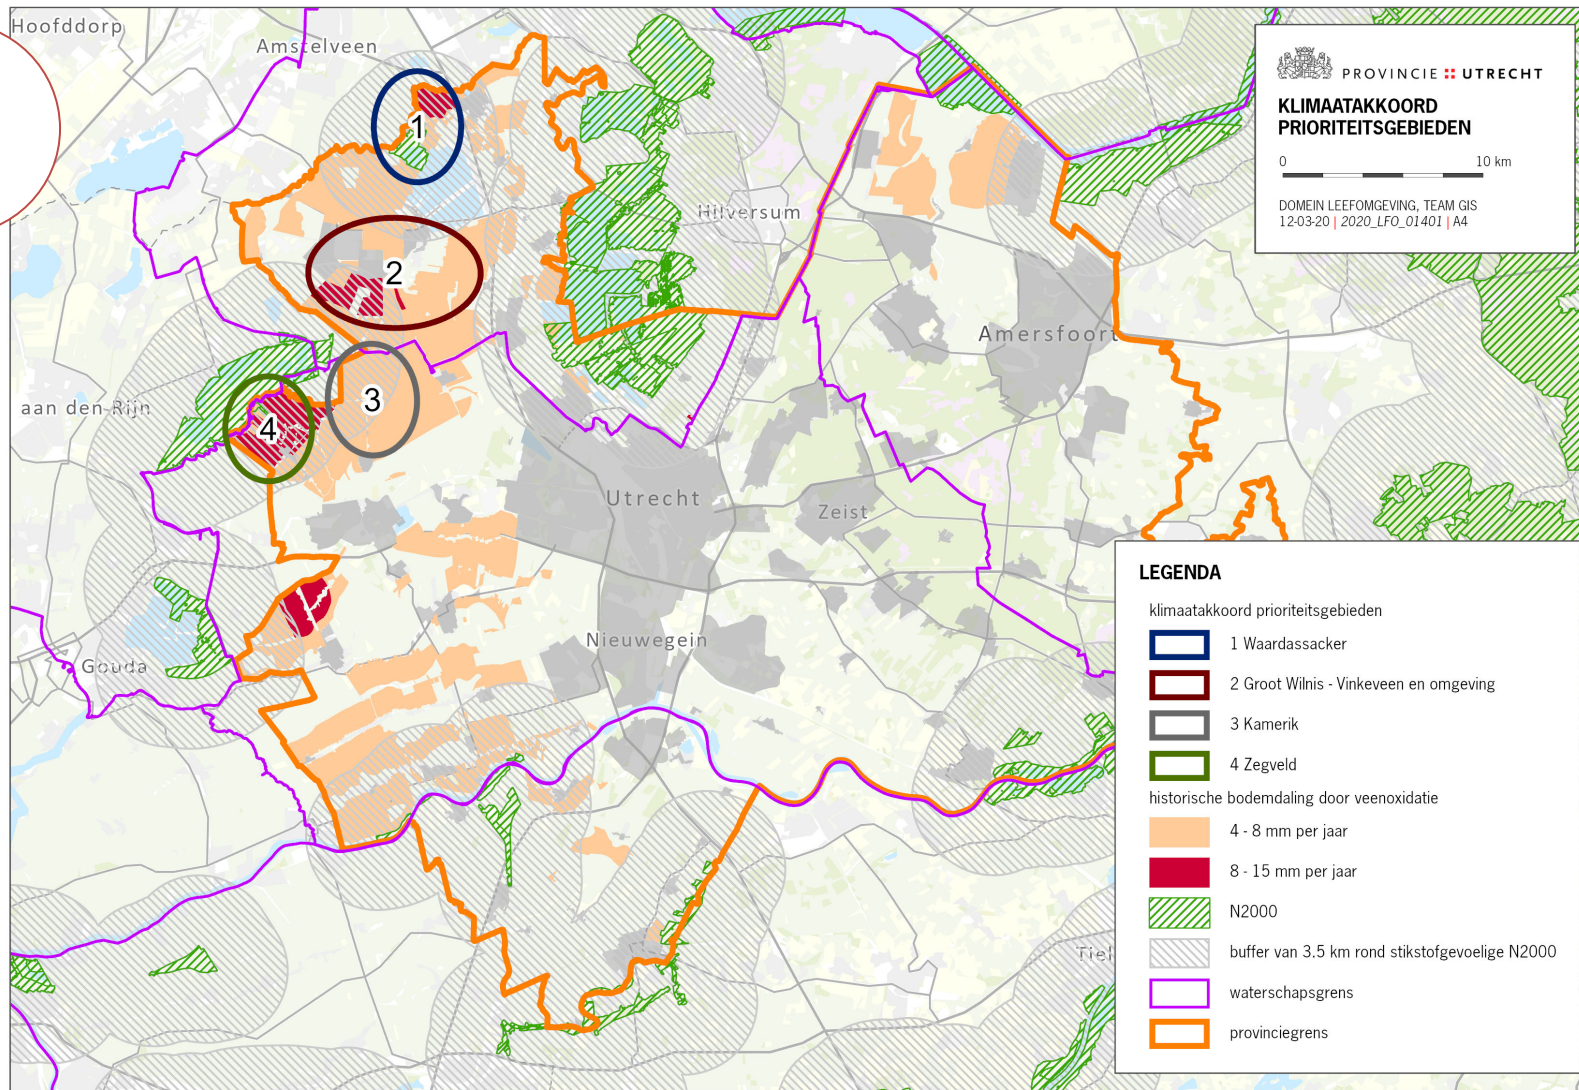 Hoofddorp
Amstelveen
1
Hilversum
2
Amersfoort
3
aan den Rijn
4
Utrecht
Zeist
Nieuwegein
Gouda
Tiel
PROVINCIE UTRECHT
KLIMAATAKKOORD
PRIORITEITSGEBIEDEN
0 10 km
DOMEIN LEEFOMGEVING, TEAM GIS
12-03-20 | 2020_LFO_01401 | A4
LEGENDA
klimaatakkoord prioriteitsgebieden
1 Waardassacker
2 Groot Wilnis - Vinkeveen en omgeving
3 Kamerik
4 Zegveld
historische bodemdaling door veenoxidatie
4 - 8 mm per jaar
8 - 15 mm per jaar
N2000
buffer van 3.5 km rond stikstofgevoelige N2000
waterschapsgrens
provinciegrens